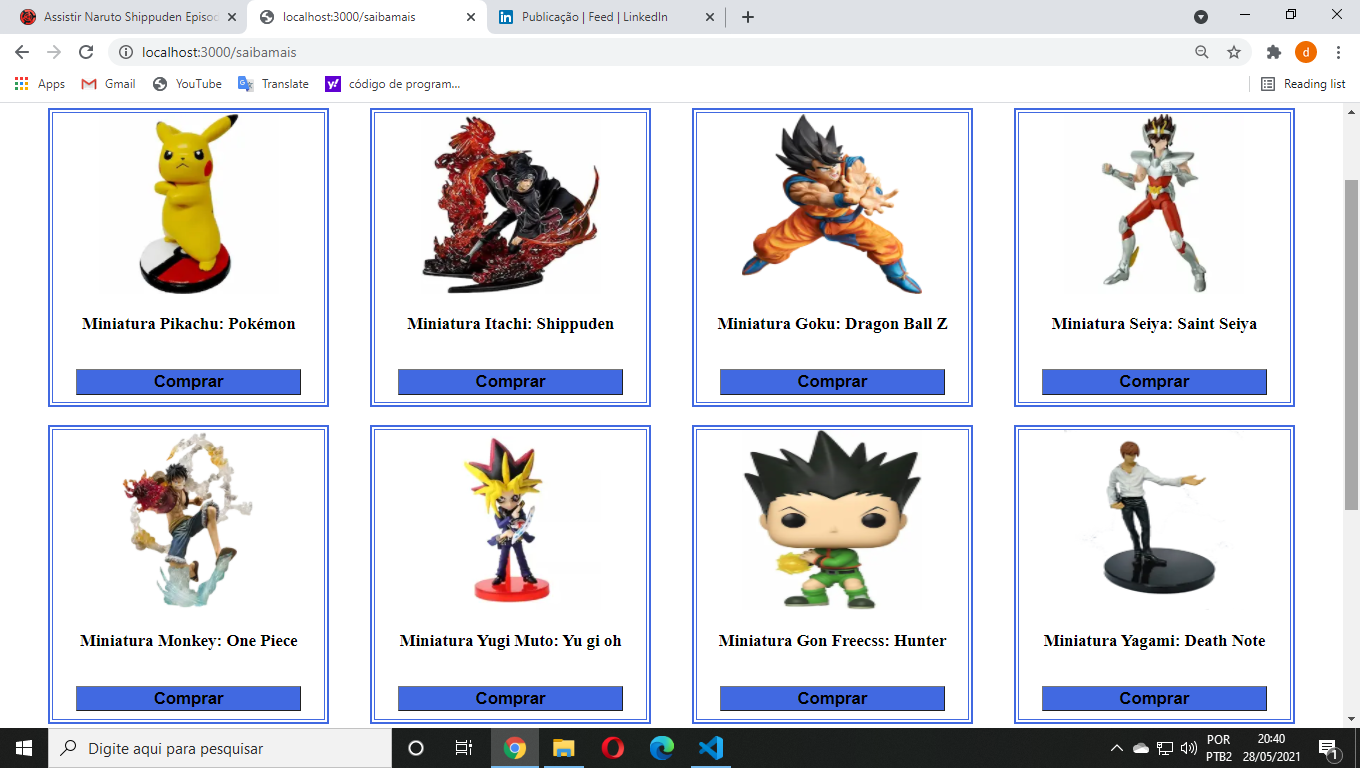 Assistir Naruto Shippuden Episod
localhost:3000/saibamais
Publicação | Feed | LinkedIn
localhost:3000/saibamais
d
Apps
Gmail
YouTube
Translate
código de program...
Reading list
Miniatura Pikachu: Pokémon
Miniatura Itachi: Shippuden
Miniatura Goku: Dragon Ball Z
Miniatura Seiya: Saint Seiya
Comprar
Comprar
Comprar
Comprar
Miniatura Monkey: One Piece
Miniatura Yugi Muto: Yu gi oh
Miniatura Gon Freecss: Hunter
Miniatura Yagami: Death Note
Comprar
Comprar
Comprar
Comprar
Digite aqui para pesquisar
POR
PTB2
20:40
28/05/2021
1